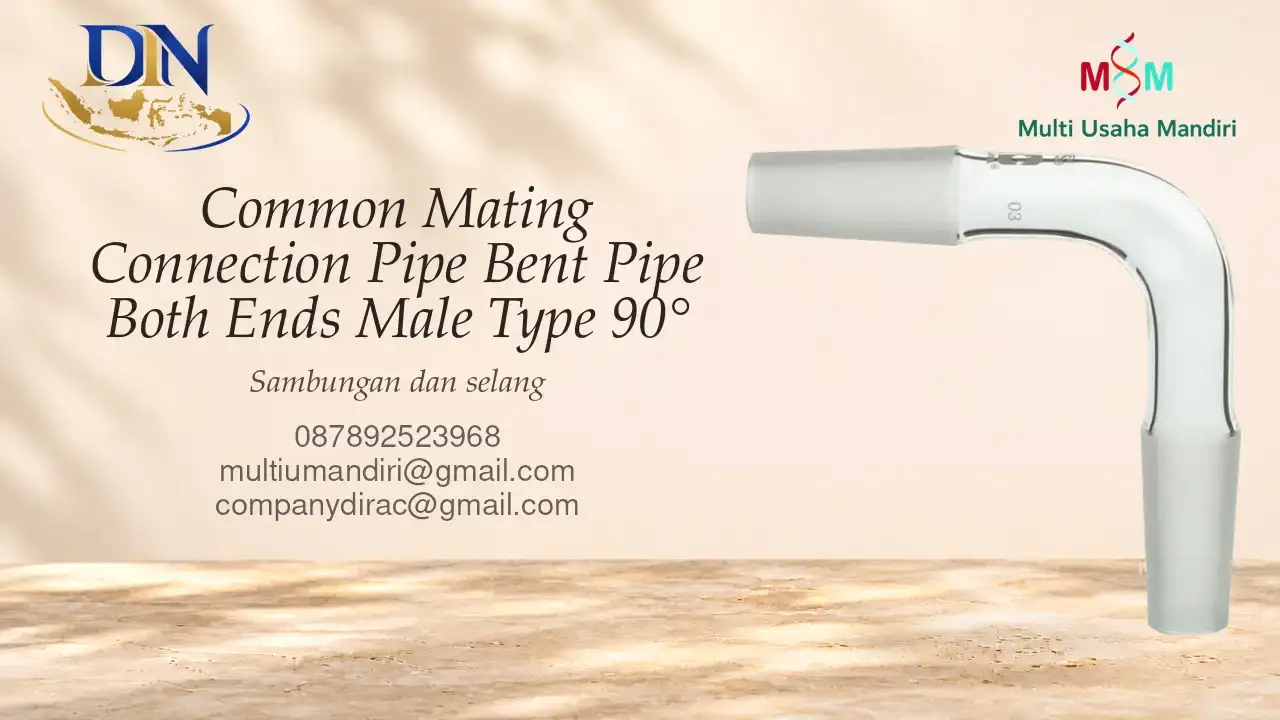 DN
M M
Multi Usaha Mandiri
Common Mating
Connection Pipe Bent Pipe
Both Ends Male Type 90°
Sambungan dan selang
087892523968
multiumandiri@gmail.com
companydirac@gmail.com
03